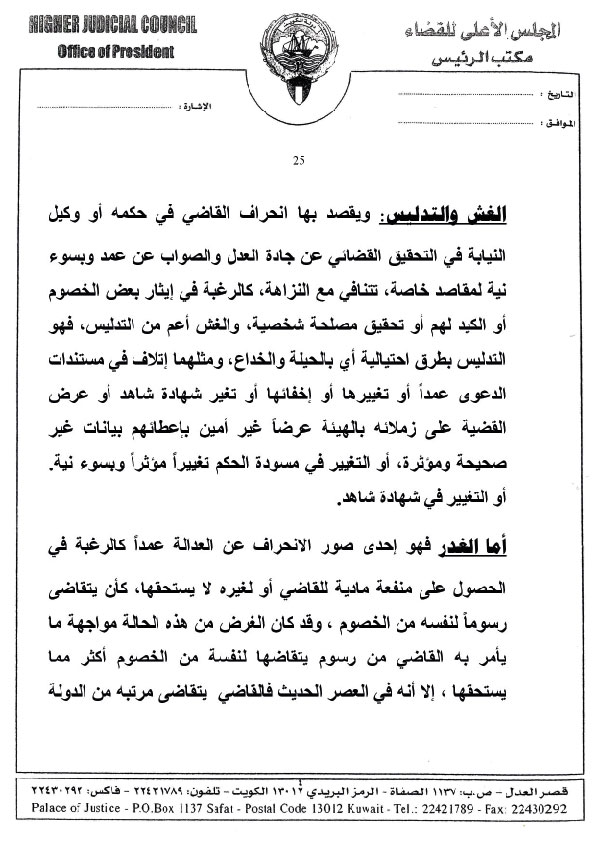 HIGHER JUDICIAL COUNCIL
Office of President
المجلس الأعلى للقضاء
مكتب الرئيس
التاريخ :
الموافق :
الإشارة :
25
الغش والتدليس: ويقصد بها انحراف القاضي في حكمه أو وكيل
النيابة في التحقيق القضائي عن جادة العدل والصواب عن عمد وبسوء
نية لمقاصد خاصة، تتنافي مع النزاهة، كالرغبة في إيثار بعض الخصوم
أو الكيد لهم أو تحقيق مصلحة شخصية، والغش أعم من التدليس، فهو
التدليس بطرق احتيالية أي بالحيلة والخداع، ومثلهما إتلاف في مستندات
الدعوى عمداً أو تغييرها أو إخفائها أو تغير شهادة شاهد أو عرض
القضية على زملائه بالهيئة عرضاً غير أمين بإعطائهم بيانات غير
صحيحة ومؤثرة، أو التغيير في مسودة الحكم تغييراً مؤثراً وبسوء نية.
أو التغيير في شهادة شاهد.
أما الغدر فهو إحدى صور الانحراف عن العدالة عمداً كالرغبة في
الحصول على منفعة مادية للقاضي أو لغيره لا يستحقها، كأن يتقاضى
رسوماً لنفسه من الخصوم ، وقد كان الغرض من هذه الحالة مواجهة ما
يأمر به القاضي من رسوم يتقاضها لنفسة من الخصوم أكثر مما
يستحقها ، إلا أنه في العصر الحديث فالقاضي يتقاضى مرتبه من الدولة
قصر العدل - ص.ب: ١١٣٧ الصفاة - الرمز البريدي ١٣٠١٢ الكويت - تلفون: ٢٢٤٢١٧٨٩ - فاكس: ٢٢٤٣٠٢٩٢
Palace of Justice - P.O.Box 1137 Safat - Postal Code 13012 Kuwait - Tel.: 22421789 - Fax: 22430292